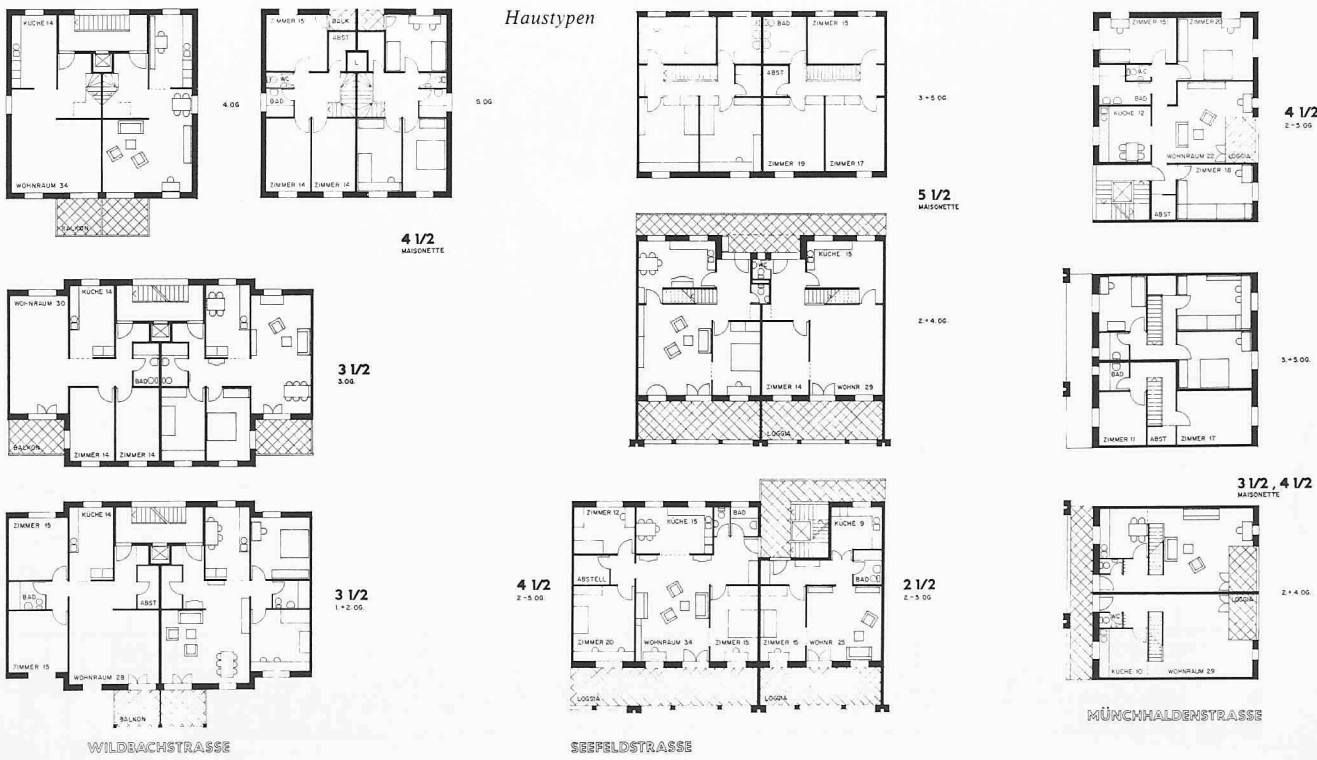 Haustypen
KÜCHE 14
WOHNRAUM 34
BALKON
4. OG
ZIMMER 15
BALK
ABST
L
WC
BAD
ZIMMER 14
ZIMMER 14
5. OG
4 1/2
MAISONETTE
WOHNRAUM 30
KÜCHE 14
BAD
BALKON
ZIMMER 14
ZIMMER 14
3 1/2
3. OG
ZIMMER 15
KÜCHE 14
BAD
ABST
ZIMMER 15
WOHNRAUM 28
BALKON
3 1/2
1. + 2. OG
WILDBACHSTRASSE
BAD
ZIMMER 15
ABST
ZIMMER 19
ZIMMER 17
3. + 5. OG
5 1/2
MAISONETTE
WC
KÜCHE 15
ZIMMER 14
WOHNR 29
LOGGIA
2. + 4. OG
ZIMMER 12
KÜCHE 15
BAD
KÜCHE 9
ABSTELL
BAD
ZIMMER 20
WOHNRAUM 34
ZIMMER 15
ZIMMER 15
WOHNR 25
LOGGIA
LOGGIA
4 1/2
2. - 5. OG
2 1/2
2. - 5. OG
SEEFELDSTRASSE
ZIMMER 15
ZIMMER 20
WC
BAD
KÜCHE 12
WOHNRAUM 22
LOGGIA
ZIMMER 18
ABST
4 1/2
2. - 5. OG
BAD
ZIMMER 11
ABST
ZIMMER 17
3. + 5. OG
3 1/2 , 4 1/2
MAISONETTE
LOGGIA
WC
KÜCHE 10
WOHNRAUM 29
2. + 4. OG
MÜNCHHALDENSTRASSE